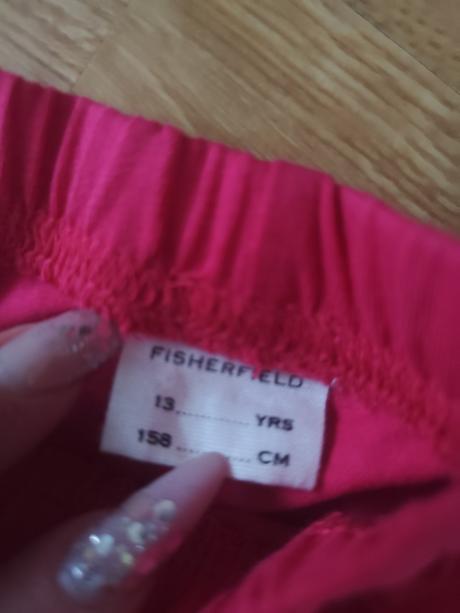 FISHERFIELD
13 ............ YRS
158 ............ CM